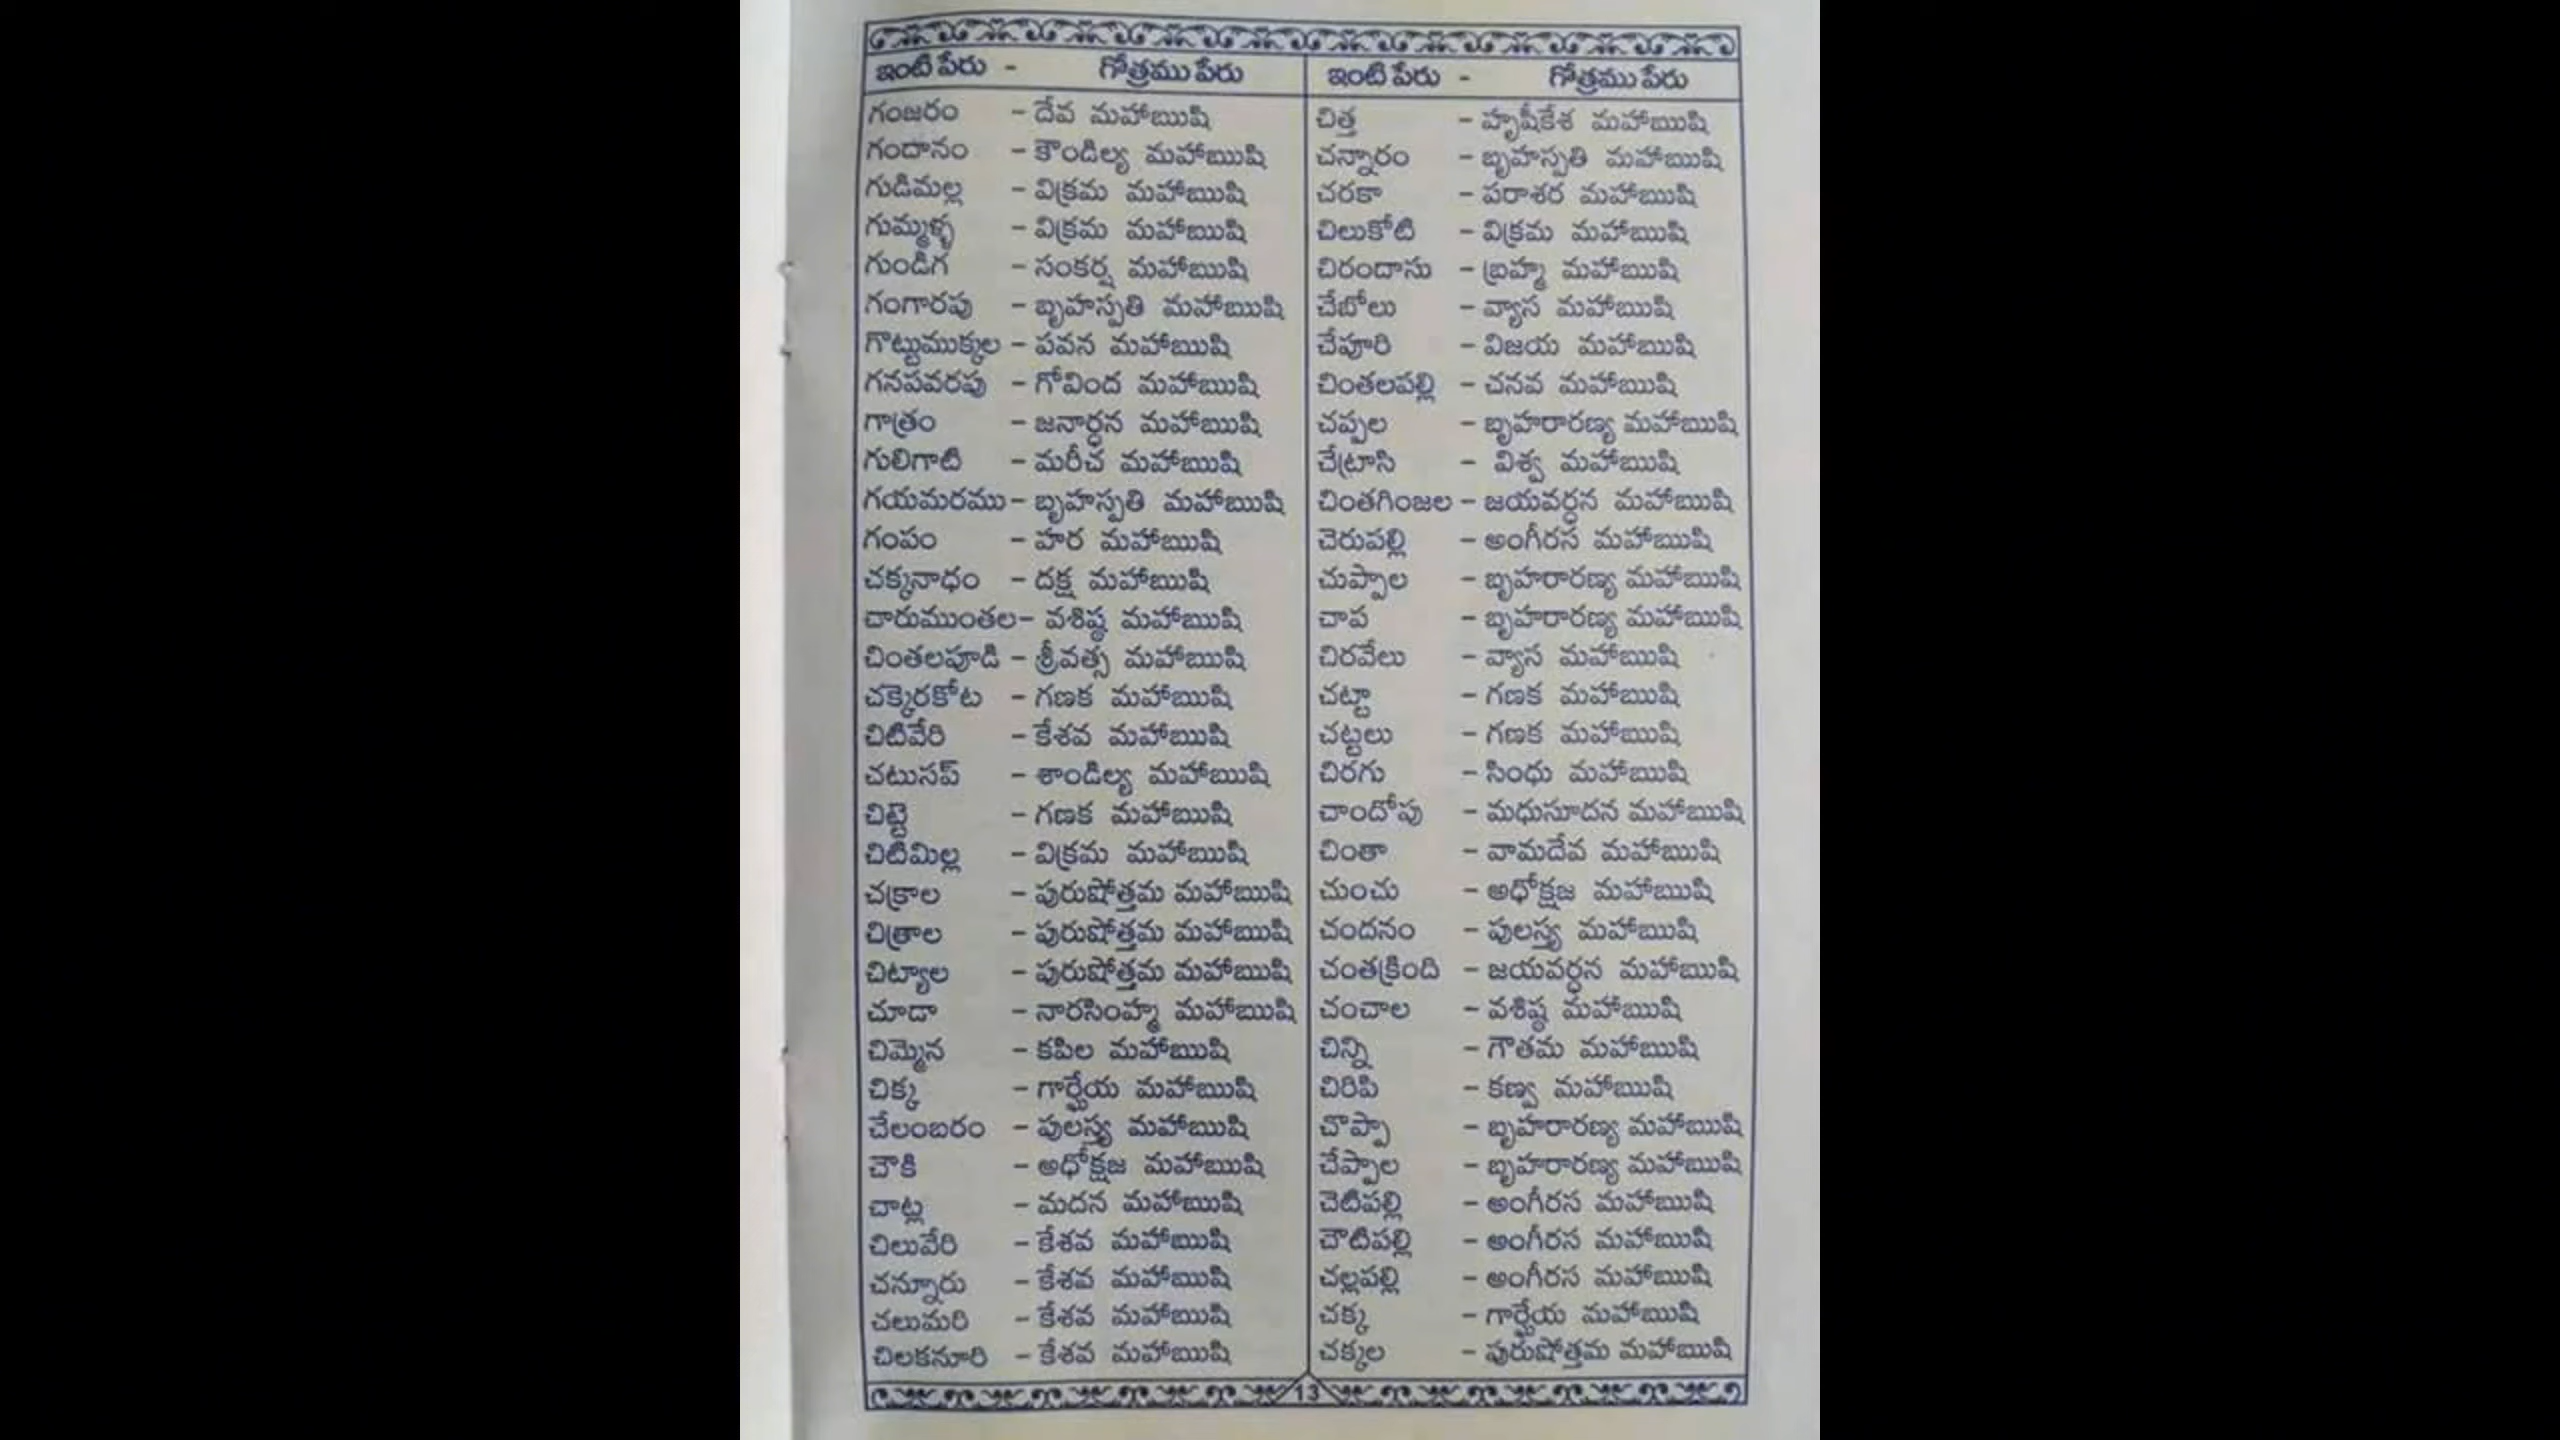 ఇంటి పేరు - గోత్రము పేరు
గంజరం - దేవ మహాఋషి
గందానం - కౌండిల్య మహాఋషి
గుడిమల్ల - విక్రమ మహాఋషి
గుమ్మళ్ళ - విక్రమ మహాఋషి
గుండిగ - సంకర్ష మహాఋషి
గంగారపు - బృహస్పతి మహాఋషి
గొట్టుముక్కల - పవన మహాఋషి
గనపవరపు - గోవింద మహాఋషి
గాత్రం - జనార్ధన మహాఋషి
గులిగాటి - మరీచ మహాఋషి
గయమరము - బృహస్పతి మహాఋషి
గంపం - హర మహాఋషి
చక్కనాధం - దక్ష మహాఋషి
చారుముంతల - వశిష్ఠ మహాఋషి
చింతలపూడి - శ్రీవత్స మహాఋషి
చక్కెరకోట - గణక మహాఋషి
చిటివేరి - కేశవ మహాఋషి
చటుసప్ - శాండిల్య మహాఋషి
చిట్టె - గణక మహాఋషి
చిటిమిల్ల - విక్రమ మహాఋషి
చక్రాల - పురుషోత్తమ మహాఋషి
చిత్రాల - పురుషోత్తమ మహాఋషి
చిట్యాల - పురుషోత్తమ మహాఋషి
చూడా - నారసింహ్మ మహాఋషి
చిమ్మెన - కపిల మహాఋషి
చిక్క - గార్ఘేయ మహాఋషి
చేలంబరం - పులస్త్య మహాఋషి
చౌకి - అధోక్షజ మహాఋషి
చాట్ల - మదన మహాఋషి
చిలువేరి - కేశవ మహాఋషి
చన్నూరు - కేశవ మహాఋషి
చలుమరి - కేశవ మహాఋషి
చిలకనూరి - కేశవ మహాఋషి
ఇంటి పేరు - గోత్రము పేరు
చిత్త - హృషీకేశ మహాఋషి
చన్నారం - బృహస్పతి మహాఋషి
చరకా - పరాశర మహాఋషి
చిలుకోటి - విక్రమ మహాఋషి
చిరందాసు - బ్రహ్మ మహాఋషి
చేబోలు - వ్యాస మహాఋషి
చేపూరి - విజయ మహాఋషి
చింతలపల్లి - చనవ మహాఋషి
చప్పల - బృహరారణ్య మహాఋషి
చేట్రాసి - విశ్వ మహాఋషి
చింతగింజల - జయవర్ధన మహాఋషి
చెరుపల్లి - అంగీరస మహాఋషి
చుప్పాల - బృహరారణ్య మహాఋషి
చాప - బృహరారణ్య మహాఋషి
చిరవేలు - వ్యాస మహాఋషి
చట్టా - గణక మహాఋషి
చట్టలు - గణక మహాఋషి
చిరగు - సింధు మహాఋషి
చాందోపు - మధుసూదన మహాఋషి
చింతా - వామదేవ మహాఋషి
చుంచు - అధోక్షజ మహాఋషి
చందనం - పులస్త్య మహాఋషి
చంతక్రింది - జయవర్ధన మహాఋషి
చంచాల - వశిష్ఠ మహాఋషి
చిన్ని - గౌతమ మహాఋషి
చిరిపి - కణ్వ మహాఋషి
చొప్పా - బృహరారణ్య మహాఋషి
చేప్పాల - బృహరారణ్య మహాఋషి
చెటిపల్లి - అంగీరస మహాఋషి
చౌటిపల్లి - అంగీరస మహాఋషి
చల్లపల్లి - అంగీరస మహాఋషి
చక్క - గార్ఘేయ మహాఋషి
చక్కల - పురుషోత్తమ మహాఋషి
13